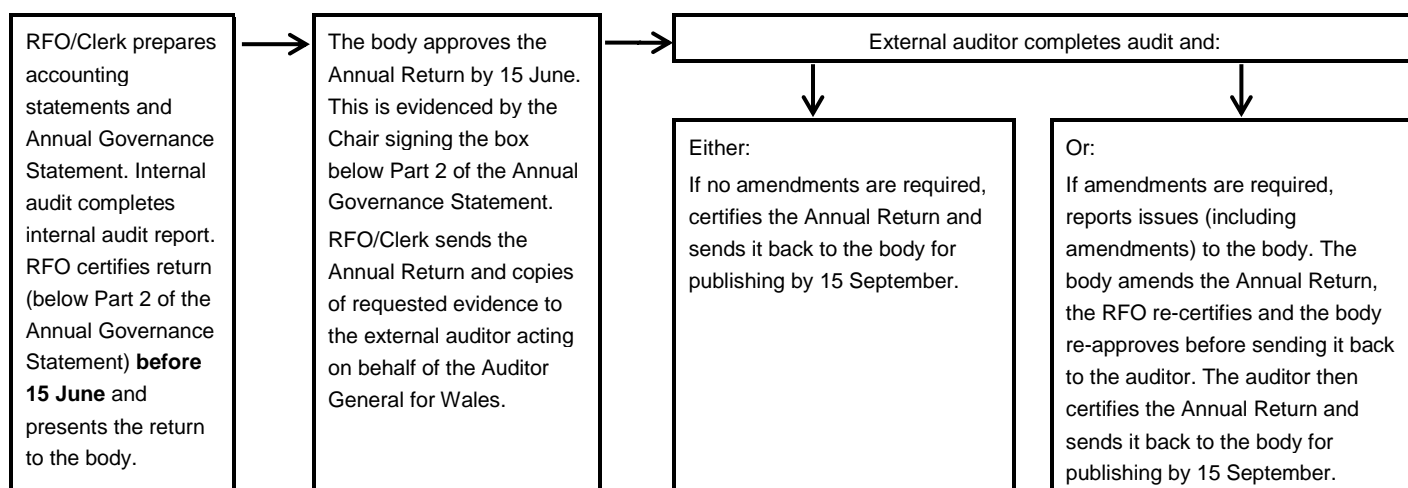 RFO/Clerk prepares
accounting
statements and
Annual Governance
Statement. Internal
audit completes
internal audit report.
RFO certifies return
(below Part 2 of the
Annual Governance
Statement) before
15 June and
presents the return
to the body.
The body approves the
Annual Return by 15 June.
This is evidenced by the
Chair signing the box
below Part 2 of the Annual
Governance Statement.
RFO/Clerk sends the
Annual Return and copies
of requested evidence to
the external auditor acting
on behalf of the Auditor
General for Wales.
External auditor completes audit and:
Either:
If no amendments are required,
certifies the Annual Return and
sends it back to the body for
publishing by 15 September.
Or:
If amendments are required,
reports issues (including
amendments) to the body. The
body amends the Annual Return,
the RFO re-certifies and the body
re-approves before sending it back
to the auditor. The auditor then
certifies the Annual Return and
sends it back to the body for
publishing by 15 September.